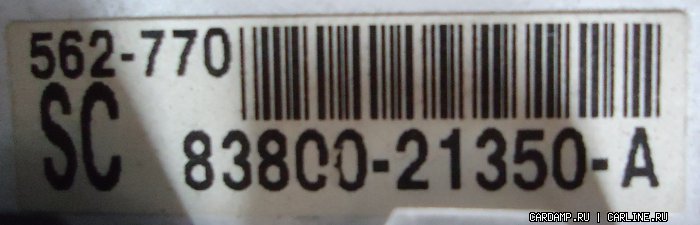 562-770
SC 83800-21350-A
CARDAMP.RU | CARLINE.RU